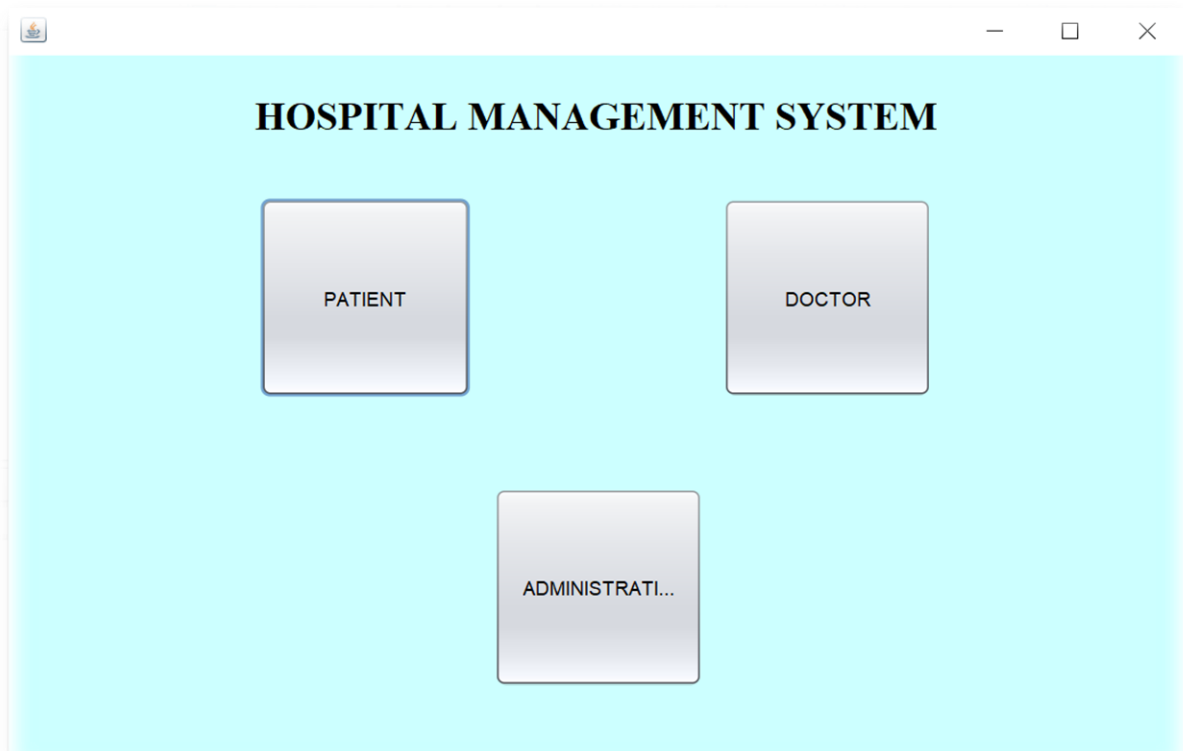 HOSPITAL MANAGEMENT SYSTEM
PATIENT
DOCTOR
ADMINISTRATI...